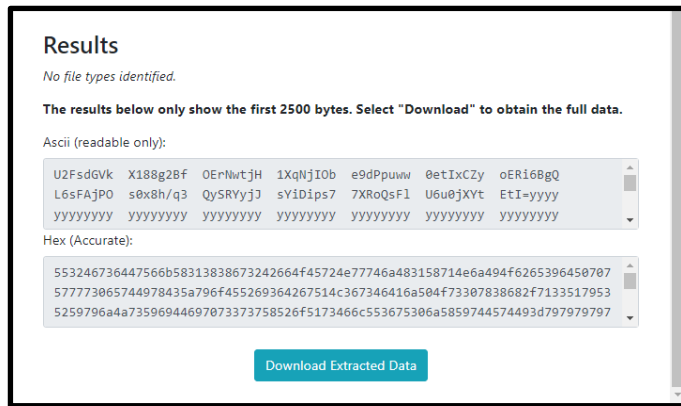 Results
No file types identified.
The results below only show the first 2500 bytes. Select "Download" to obtain the full data.
Ascii (readable only):
U2FsdGVk X188g2Bf OErNwtjH 1XqNjIOb e9dPpuww 0etIxCZy oERi6BgQ
L6sFAjPO s0x8h/q3 QySRYyjJ sYiDips7 7XRoQsFl U6u0jXYt EtI=yyyy
yyyyyyyy yyyyyyyy yyyyyyyy yyyyyyyy yyyyyyyy yyyyyyyy yyyyyyyy
Hex (Accurate):
553246736447566b58313838673242664f45724e77746a483158714e6a494f6265396450707
577773065744978435a796f455269364267514c367346416a504f73307838682f7133517953
5259796a4a735969446970733737585​26f5173466c553675306a5859744574493d797979797
Download Extracted Data